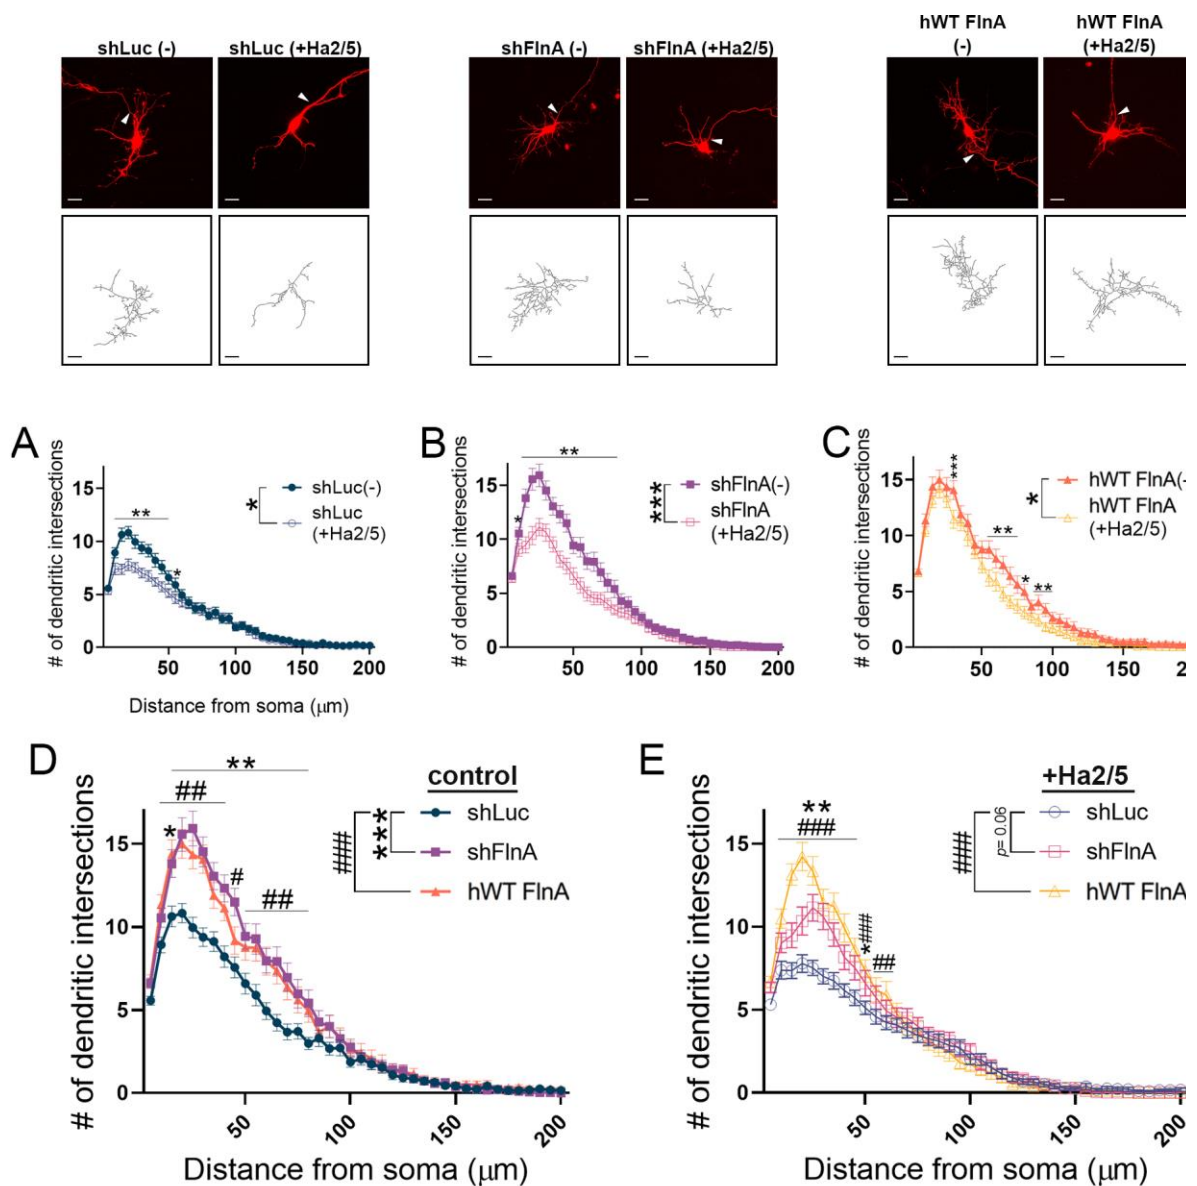 shLuc (-)
shLuc (+Ha2/5)
shFlnA (-)
shFlnA (+Ha2/5)
hWT FlnA
(-)
hWT FlnA
(+Ha2/5)
A
# of dendritic intersections
15
10
5
0
50
100
150
200
Distance from soma (μm)
**
*
*
shLuc(-)
shLuc
(+Ha2/5)
B
# of dendritic intersections
15
10
5
0
50
100
150
200
**
*
***
shFlnA(-)
shFlnA
(+Ha2/5)
C
# of dendritic intersections
15
10
5
0
50
100
150
20
***
**
*
**
*
hWT FlnA(-
hWT FlnA
(+Ha2/5)
D
# of dendritic intersections
15
10
5
0
50
100
150
200
Distance from soma (μm)
**
##
*
#
##
control
####
***
shLuc
shFlnA
hWT FlnA
E
# of dendritic intersections
15
10
5
0
50
100
150
200
Distance from soma (μm)
**
###
*
##
+Ha2/5
####
p= 0.06
shLuc
shFlnA
hWT FlnA